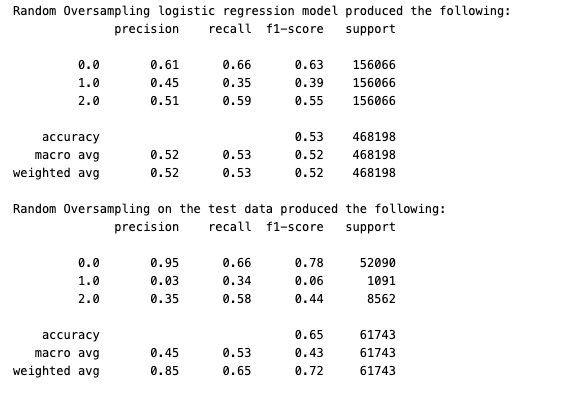 Random Oversampling logistic regression model produced the following:
precision recall f1-score support
0.0 0.61 0.66 0.63 156066
1.0 0.45 0.35 0.39 156066
2.0 0.51 0.59 0.55 156066
accuracy 0.53 468198
macro avg 0.52 0.53 0.52 468198
weighted avg 0.52 0.53 0.52 468198
Random Oversampling on the test data produced the following:
precision recall f1-score support
0.0 0.95 0.66 0.78 52090
1.0 0.03 0.34 0.06 1091
2.0 0.35 0.58 0.44 8562
accuracy 0.65 61743
macro avg 0.45 0.53 0.43 61743
weighted avg 0.85 0.65 0.72 61743